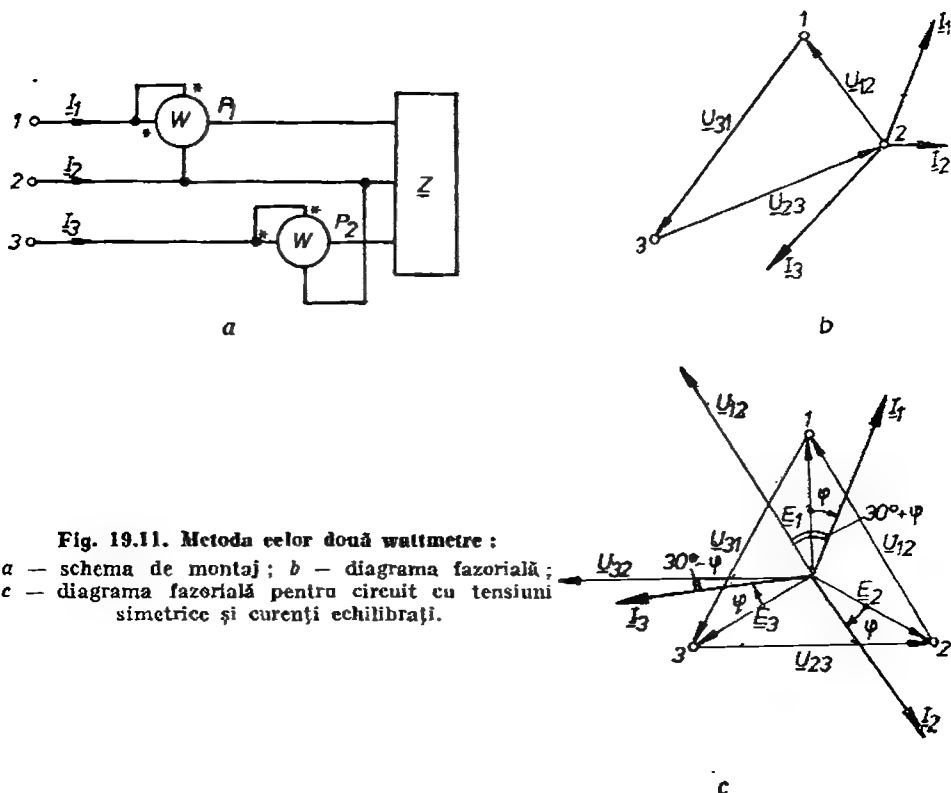 1
I1
W
P1
*
*
2
I2
Z
3
I3
W
P2
*
*
a
1
I1
U12
U31
2
I2
U23
3
I3
b
U12
1
I1
φ
E1
30°+φ
U31
U12
U32
30°-φ
I3
φ
E3
E2
φ
3
U23
2
I2
c
Fig. 19.11. Metoda eelor două wattmetre :
a — schema de montaj ; b — diagrama fazorială ;
c — diagrama fazorială pentru circuit cu tensiuni
simetrice și curenți echilibrați.